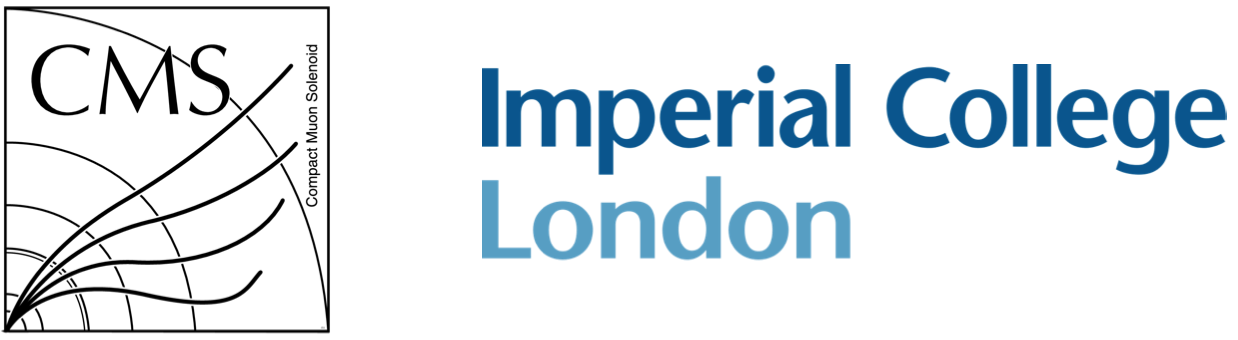 CMS
Compact Muon Solenoid
Imperial College
London